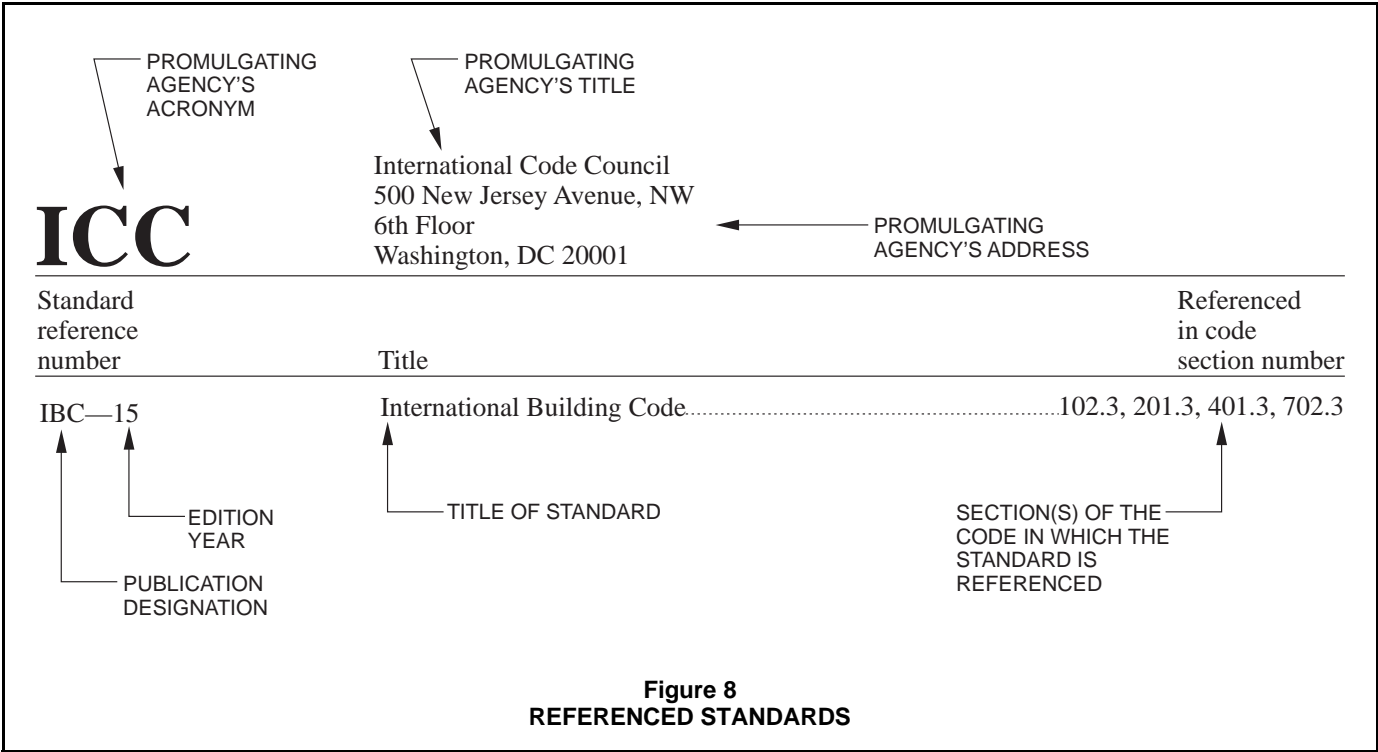 PROMULGATING
AGENCY'S
ACRONYM
PROMULGATING
AGENCY'S TITLE
ICC
International Code Council
500 New Jersey Avenue, NW
6th Floor
Washington, DC 20001
PROMULGATING
AGENCY'S ADDRESS
Standard
reference
number
Title
Referenced
in code
section number
IBC—15
International Building Code........................................................................102.3, 201.3, 401.3, 702.3
EDITION
YEAR
PUBLICATION
DESIGNATION
TITLE OF STANDARD
SECTION(S) OF THE
CODE IN WHICH THE
STANDARD IS
REFERENCED
Figure 8
REFERENCED STANDARDS